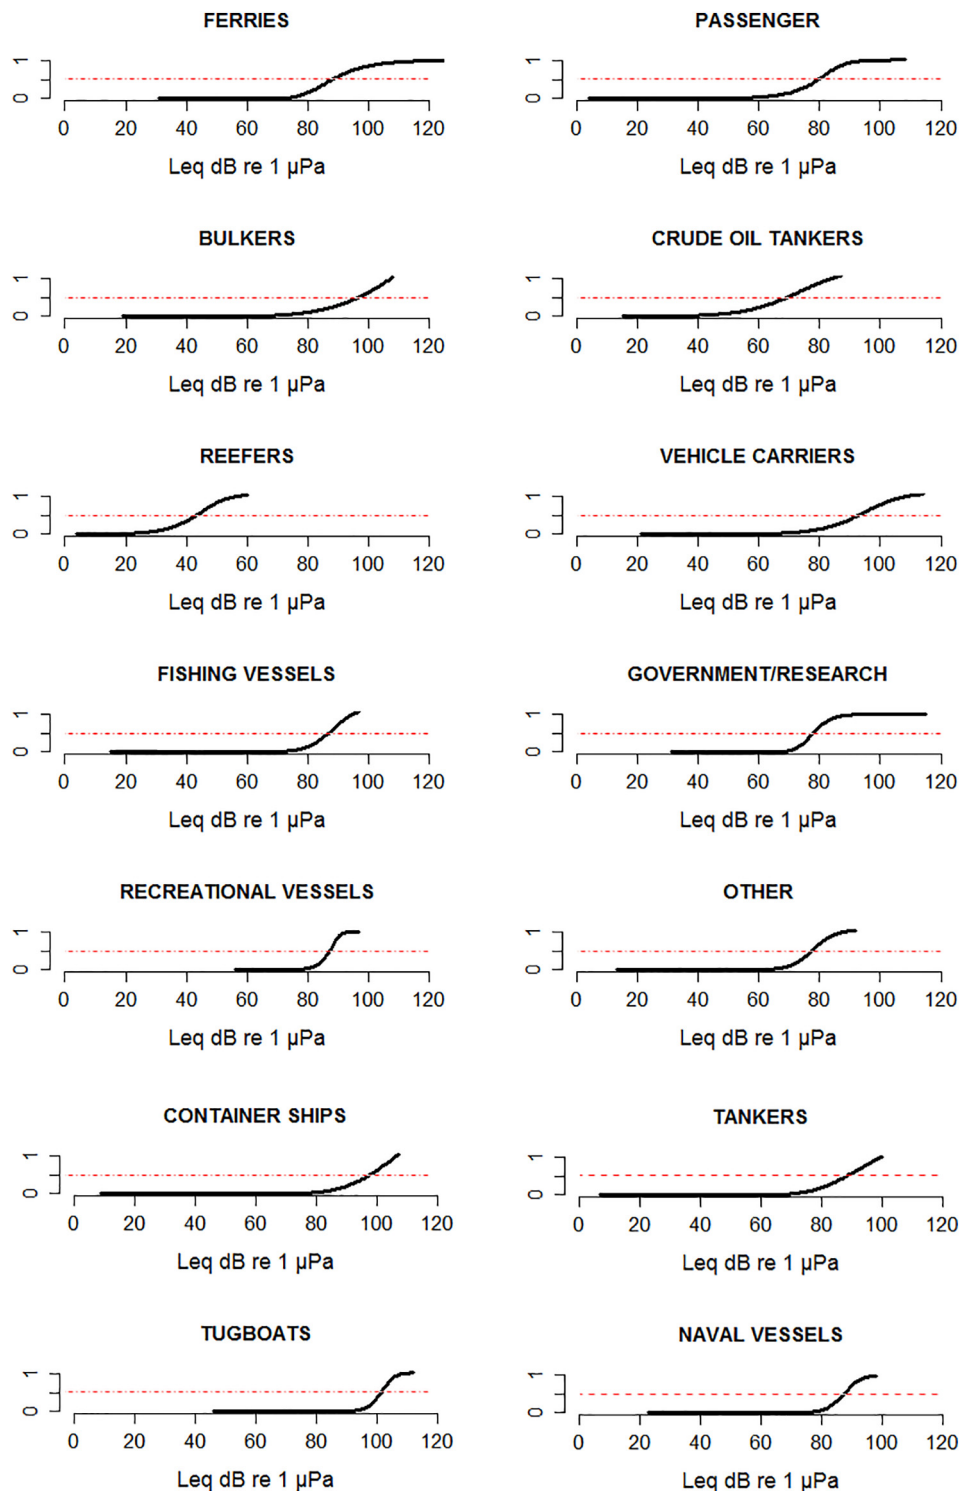 FERRIES PASSENGER
1 1
0 0
0 20 40 60 80 100 120 0 20 40 60 80 100 120
Leq dB re 1 µPa Leq dB re 1 µPa
BULKERS CRUDE OIL TANKERS
1 1
0 0
0 20 40 60 80 100 120 0 20 40 60 80 100 120
Leq dB re 1 µPa Leq dB re 1 µPa
REEFERS VEHICLE CARRIERS
1 1
0 0
0 20 40 60 80 100 120 0 20 40 60 80 100 120
Leq dB re 1 µPa Leq dB re 1 µPa
FISHING VESSELS GOVERNMENT/RESEARCH
1 1
0 0
0 20 40 60 80 100 120 0 20 40 60 80 100 120
Leq dB re 1 µPa Leq dB re 1 µPa
RECREATIONAL VESSELS OTHER
1 1
0 0
0 20 40 60 80 100 120 0 20 40 60 80 100 120
Leq dB re 1 µPa Leq dB re 1 µPa
CONTAINER SHIPS TANKERS
1 1
0 0
0 20 40 60 80 100 120 0 20 40 60 80 100 120
Leq dB re 1 µPa Leq dB re 1 µPa
TUGBOATS NAVAL VESSELS
1 1
0 0
0 20 40 60 80 100 120 0 20 40 60 80 100 120
Leq dB re 1 µPa Leq dB re 1 µPa